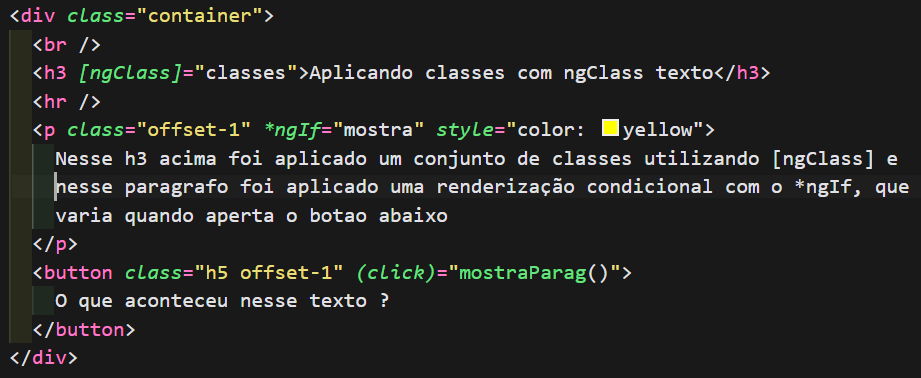 <div class="container">
<br />
<h3 [ngClass]="classes">Aplicando classes com ngClass texto</h3>
<hr />
<p class="offset-1" *ngIf="mostra" style="color: yellow">
Nesse h3 acima foi aplicado um conjunto de classes utilizando [ngClass] e
nesse paragrafo foi aplicado uma renderização condicional com o *ngIf, que
varia quando aperta o botao abaixo
</p>
<button class="h5 offset-1" (click)="mostraParag()">
O que aconteceu nesse texto ?
</button>
</div>